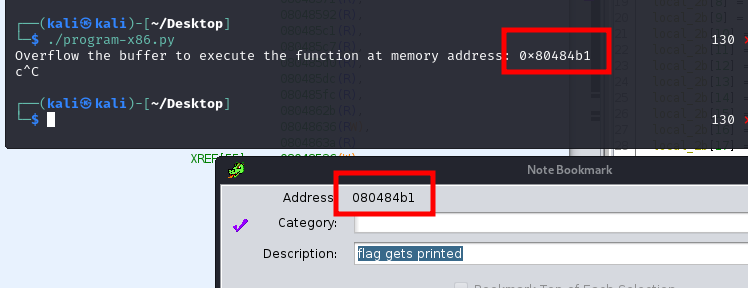 (kali㉿kali)-[~/Desktop]
$ ./program-x86.py
Overflow the buffer to execute the function at memory address: 0×80484b1
c^C
(kali㉿kali)-[~/Desktop]
$
130
130
XREF
Note Bookmark
Address 080484b1
Category:
Description: flag gets printed
Bookmark Top of Each Selection